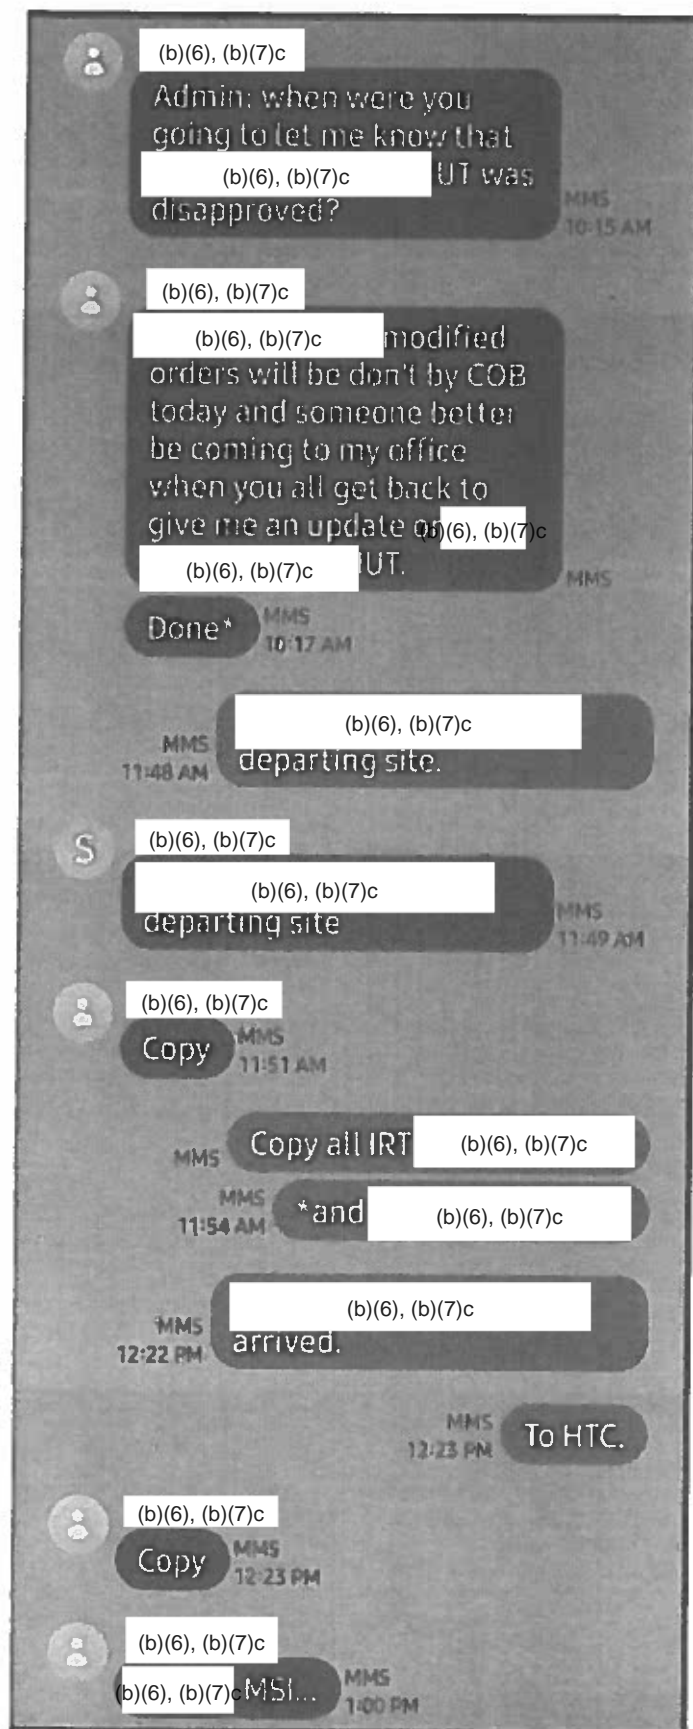 (b)(6), (b)(7)c
Admin: when were you
going to let me know that
(b)(6), (b)(7)c UT was
disapproved?
MMS
10:15 AM
(b)(6), (b)(7)c
(b)(6), (b)(7)c modified
orders will be don't by COB
today and someone better
be coming to my office
when you all get back to
give me an update (b)(6), (b)(7)c
(b)(6), (b)(7)c IUT.
MMS
Done*
MMS
10:17 AM
(b)(6), (b)(7)c
departing site.
MMS
11:48 AM
S
(b)(6), (b)(7)c
(b)(6), (b)(7)c
departing site
MMS
11:49 AM
(b)(6), (b)(7)c
Copy
MMS
11:51 AM
Copy all IRT (b)(6), (b)(7)c
MMS
*and (b)(6), (b)(7)c
MMS
11:54 AM
(b)(6), (b)(7)c
arrived.
MMS
12:22 PM
To HTC.
MMS
12:23 PM
(b)(6), (b)(7)c
Copy
MMS
12:23 PM
(b)(6), (b)(7)c
(b)(6), (b)(7)c MSI...
MMS
1:00 PM